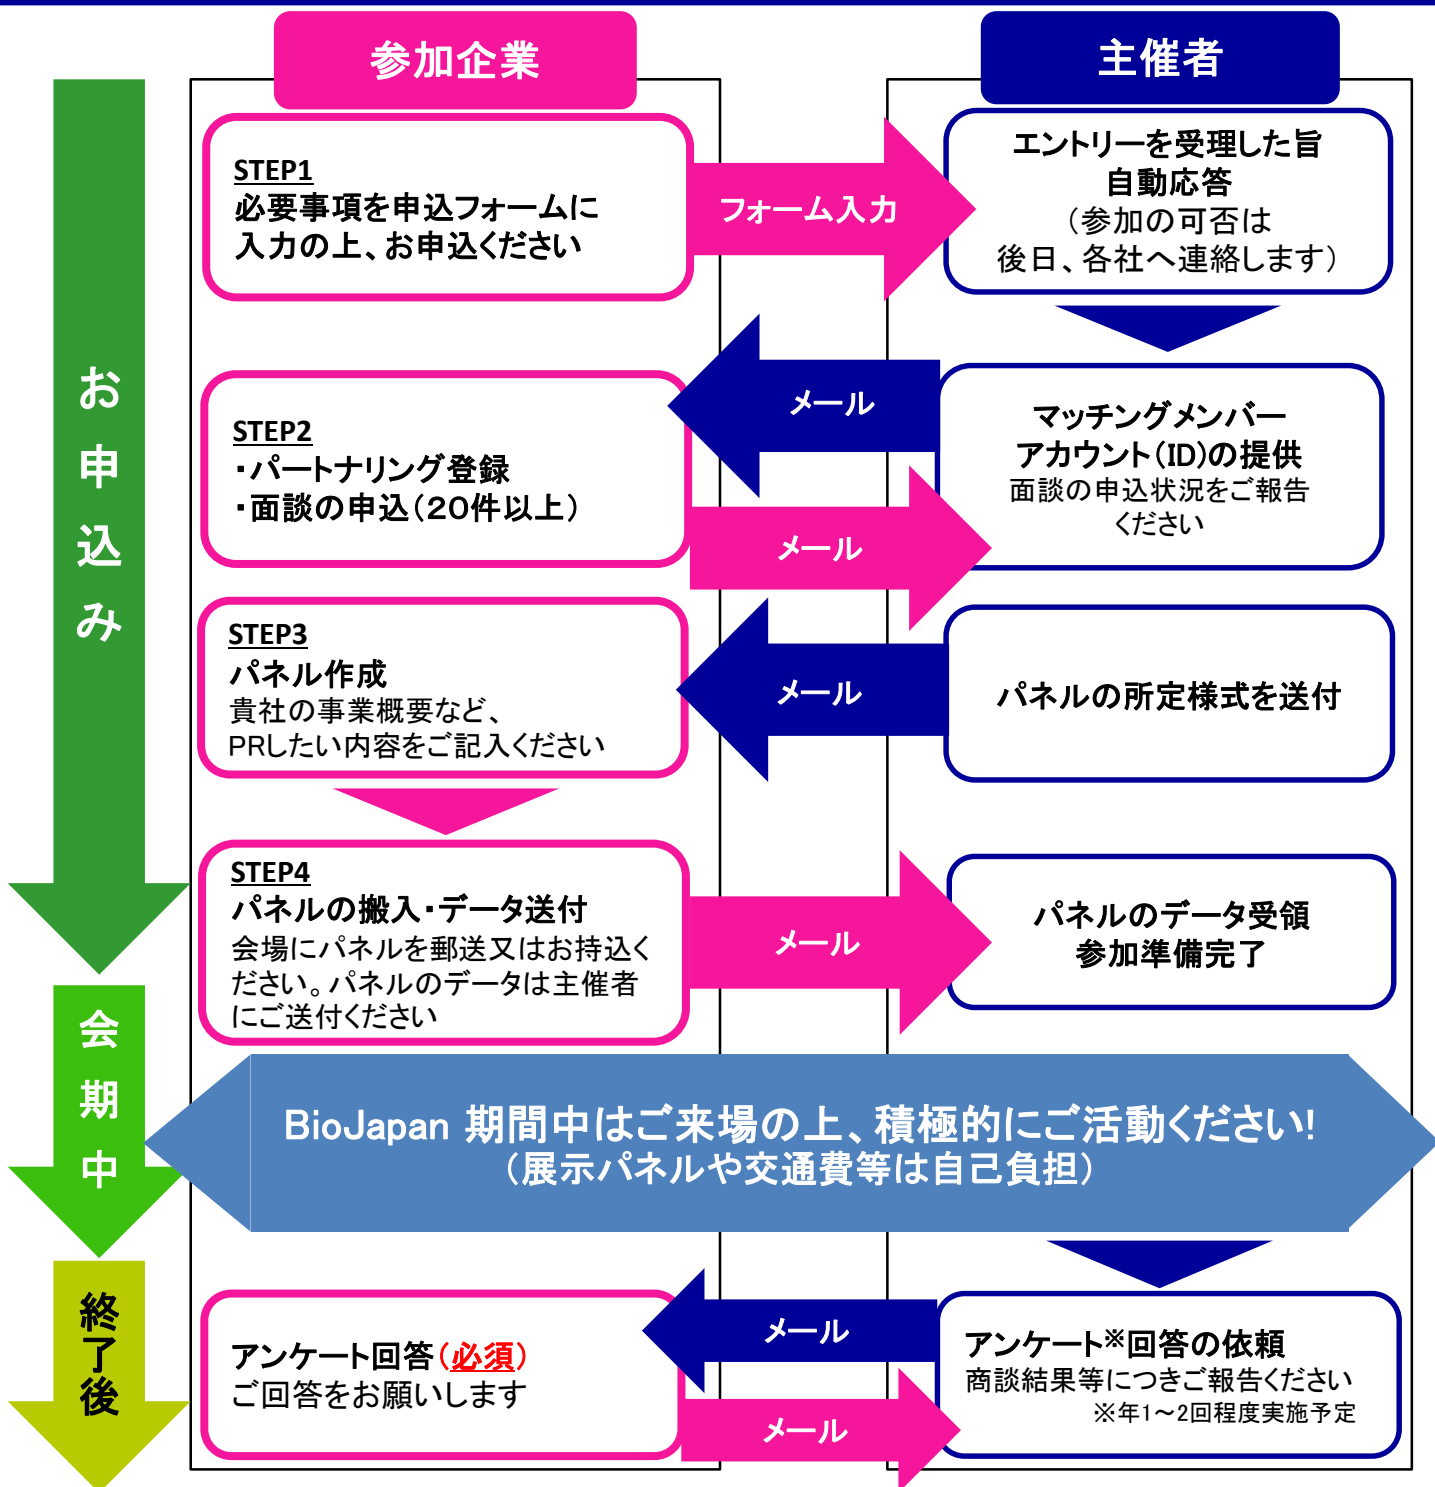 参加企業
主催者
お申込み
STEP1
必要事項を申込フォームに
入力の上、お申込ください
フォーム入力
エントリーを受理した旨
自動応答
（参加の可否は
後日、各社へ連絡します）
メール
マッチングメンバー
アカウント（ID）の提供
面談の申込状況をご報告
ください
STEP2
・パートナリング登録
・面談の申込（20件以上）
メール
STEP3
パネル作成
貴社の事業概要など、
PRしたい内容をご記入ください
メール
パネルの所定様式を送付
STEP4
パネルの搬入・データ送付
会場にパネルを郵送又はお持込く
ださい。パネルのデータは主催者
にご送付ください
メール
パネルのデータ受領
参加準備完了
会期中
BioJapan 期間中はご来場の上、積極的にご活動ください!
（展示パネルや交通費等は自己負担）
終了後
アンケート回答（必須）
ご回答をお願いします
メール
メール
アンケート※回答の依頼
商談結果等につきご報告ください
※年1～2回程度実施予定